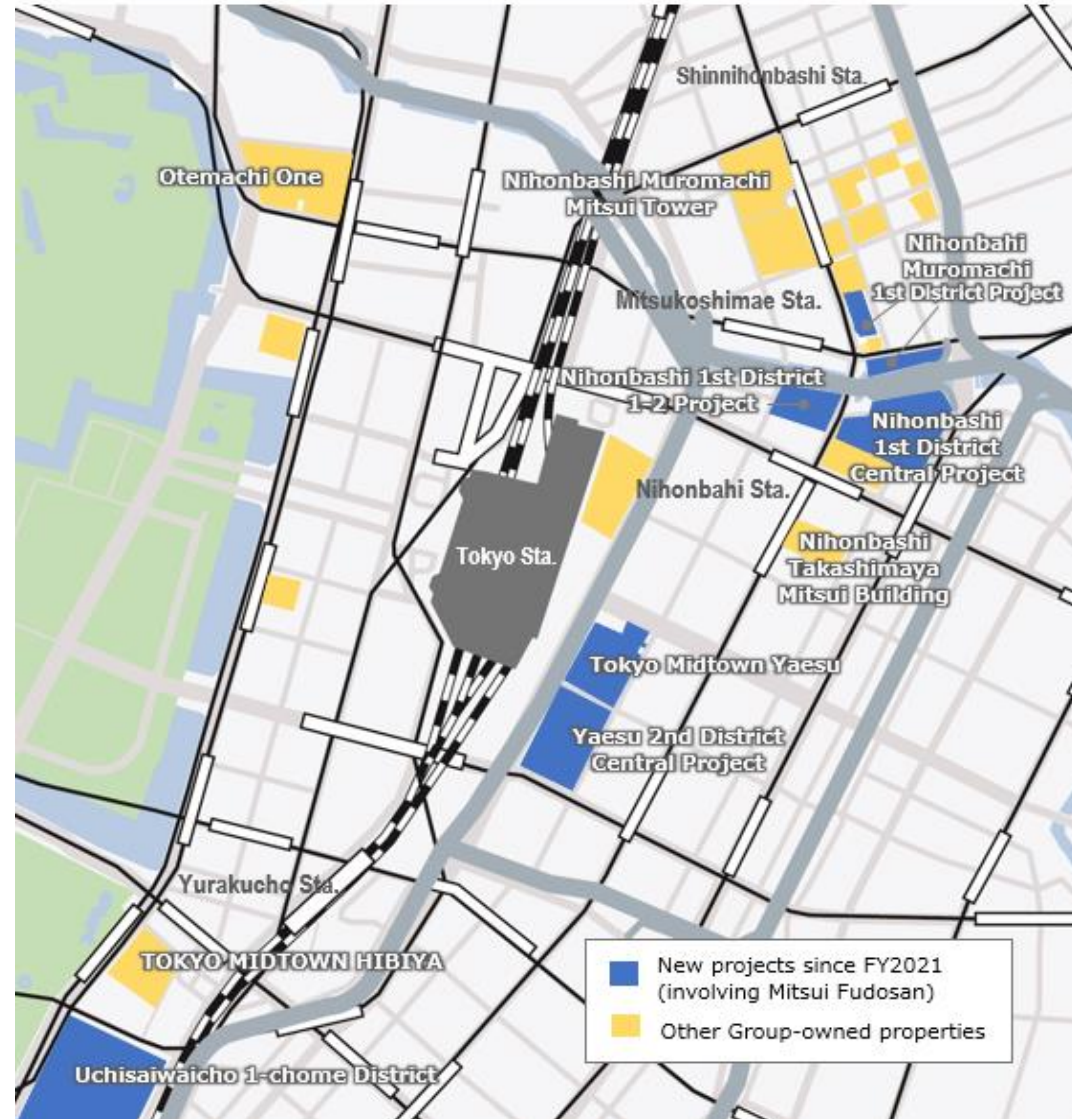 Shinnihonbashi Sta.
Otemachi One
Nihonbashi Muromachi
Mitsui Tower
Nihonbahi
Muromachi
1st District Project
Mitsukoshimae Sta.
Nihonbashi 1st District
1-2 Project
Nihonbashi
1st District
Central Project
Nihonbahi Sta.
Tokyo Sta.
Nihonbashi
Takashimaya
Mitsui Building
Tokyo Midtown Yaesu
Yaesu 2nd District
Central Project
Yurakucho Sta.
TOKYO MIDTOWN HIBIYA
New projects since FY2021
(involving Mitsui Fudosan)
Other Group-owned properties
Uchisaiwaicho 1-chome District